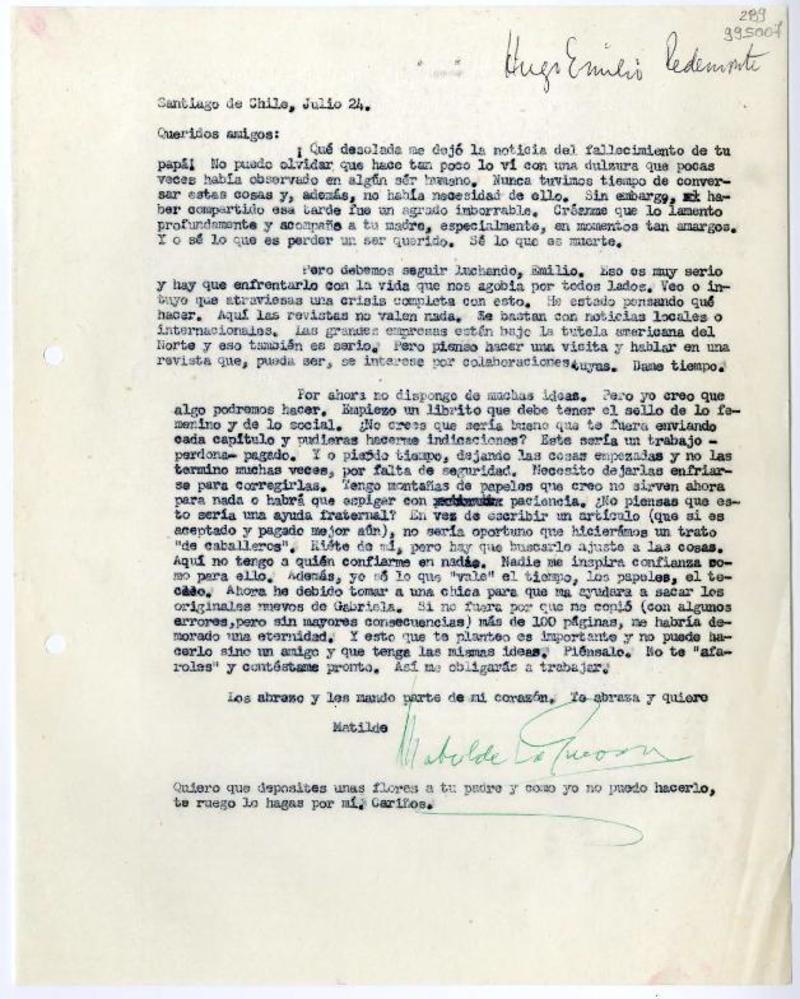 289
995007
Hugo Emilio Pedemonte
Santiago de Chile, Julio 24.
Queridos amigos:
¡ Qué desolada me dejó la noticia del fallecimiento de tu
papá! No puedo olvidar que hace tan poco lo vi con una dulzura que pocas
veces había observado en algún sér humano. Nunca tuvimos tiempo de conver-
sar estas cosas y, además, no había necesidad de ello. Sin embargo, ha-
ber compartido esa tarde fue un agrado imborrable. Créanme que lo lamento
profundamente y acompaño a tu madre, especialmente, en momentos tan amargos.
Y o sé lo que es perder un ser querido. Sé lo que es muerte.
Pero debemos seguir luchando, Emilio. Eso es muy serio
y hay que enfrentarlo con la vida que nos agobia por todos lados. Veo o in-
tuyo que atraviesas una crisis completa con esto. He estado pensando qué
hacer. Aquí las revistas no valen nada. Se bastan con noticias locales o
internacionales. Las grandes empresas están bajo la tutela americana del
Norte y eso también es serio. Pero pienso hacer una visita y hablar en una
revista que, pueda ser, se interese por colaboraciones tuyas. Dame tiempo.
Por ahora no dispongo de muchas ideas. Pero yo creo que
algo podremos hacer. Empiezo un librito que debe tener el sello de lo fe-
menino y de lo social. ¿No crees que sería bueno que te fuera enviando
cada capítulo y pudieras hacerme indicaciones? Este sería un trabajo -
perdona- pagado. Y o pierdo tiempo, dejando las cosas empezadas y no las
termino muchas veces, por falta de seguridad. Necesito dejarlas enfriar-
se para corregirlas. Tengo montañas de papeles que creo no sirven ahora
para nada o habrá que espigar con paciencia. ¿No piensas que es-
to sería una ayuda fraternal? En vez de escribir un artículo (que si es
aceptado y pagado mejor aún), no sería oportuno que hiciéramos un trato
"de caballeros". Ríéte de mí, pero hay que buscarlo ajuste a las cosas.
Aquí no tengo a quién confiarme en nadie. Nadie me inspira confianza co-
mo para ello. Además, yo sé lo que "vale" el tiempo, los papeles, el te-
cleo. Ahora he debido tomar a una chica para que ma ayudara a sacar los
originales nuevos de Gabriela. Si no fuera por que me copió (con algunos
errores,pero sin mayores consecuencias) más de 100 páginas, me habría de-
morado una eternidad. Y esto que te planteo es importante y no puede ha-
cerlo sino un amigo y que tenga las mismas ideas. Piénsalo. No te "afa-
roles" y contéstame pronto. Así me obligarás a trabajar.
Los abrazo y les mando parte de mi corazón. Te abraza y quiere
Matilde
Matilde Ladrón
Quiero que deposites unas flores a tu padre y como yo no puedo hacerlo,
te ruego lo hagas por mí. Cariños.